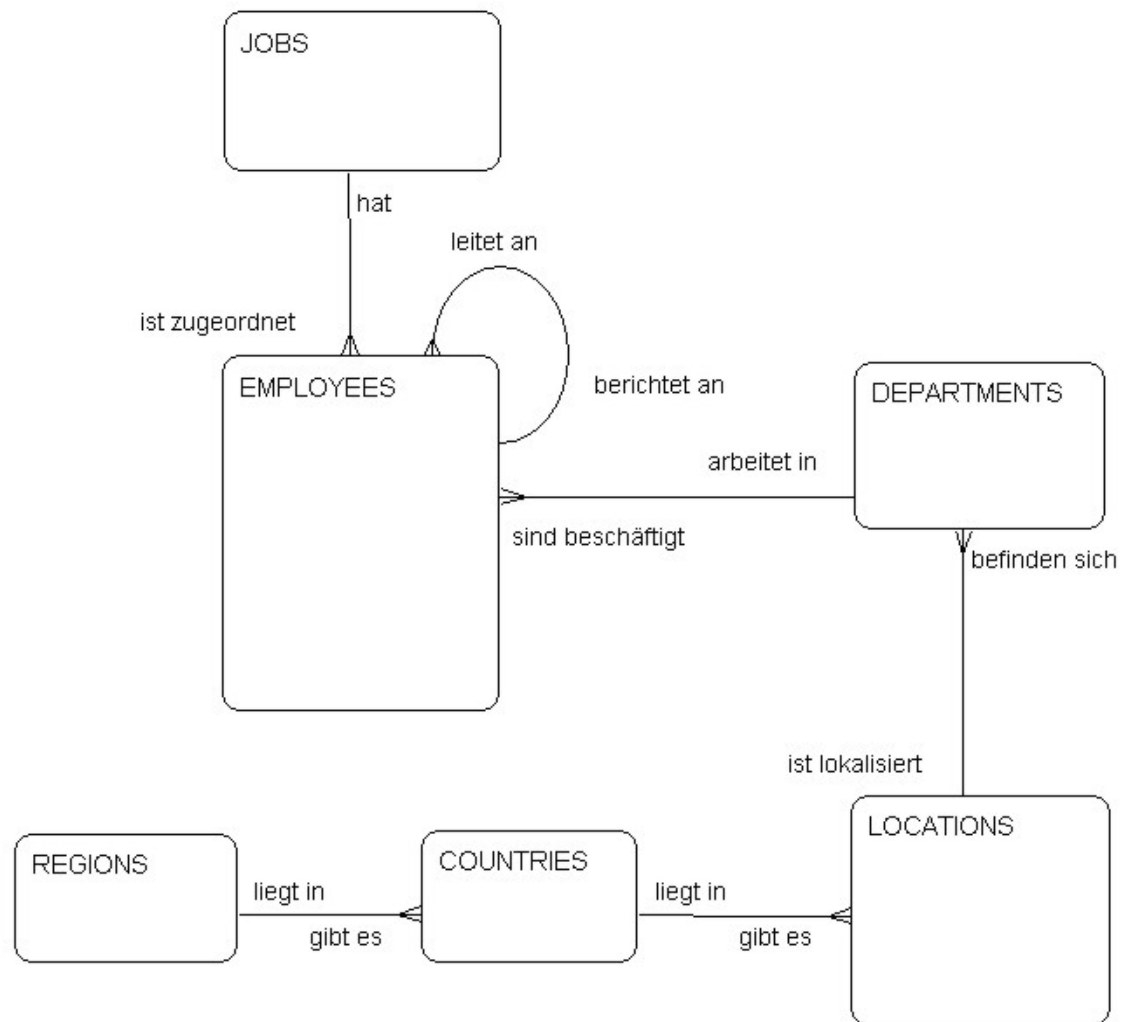 JOBS
hat
leitet an
ist zugeordnet
EMPLOYEES
berichtet an
DEPARTMENTS
arbeitet in
sind beschäftigt
befinden sich
ist lokalisiert
LOCATIONS
REGIONS
COUNTRIES
liegt in
liegt in
gibt es
gibt es